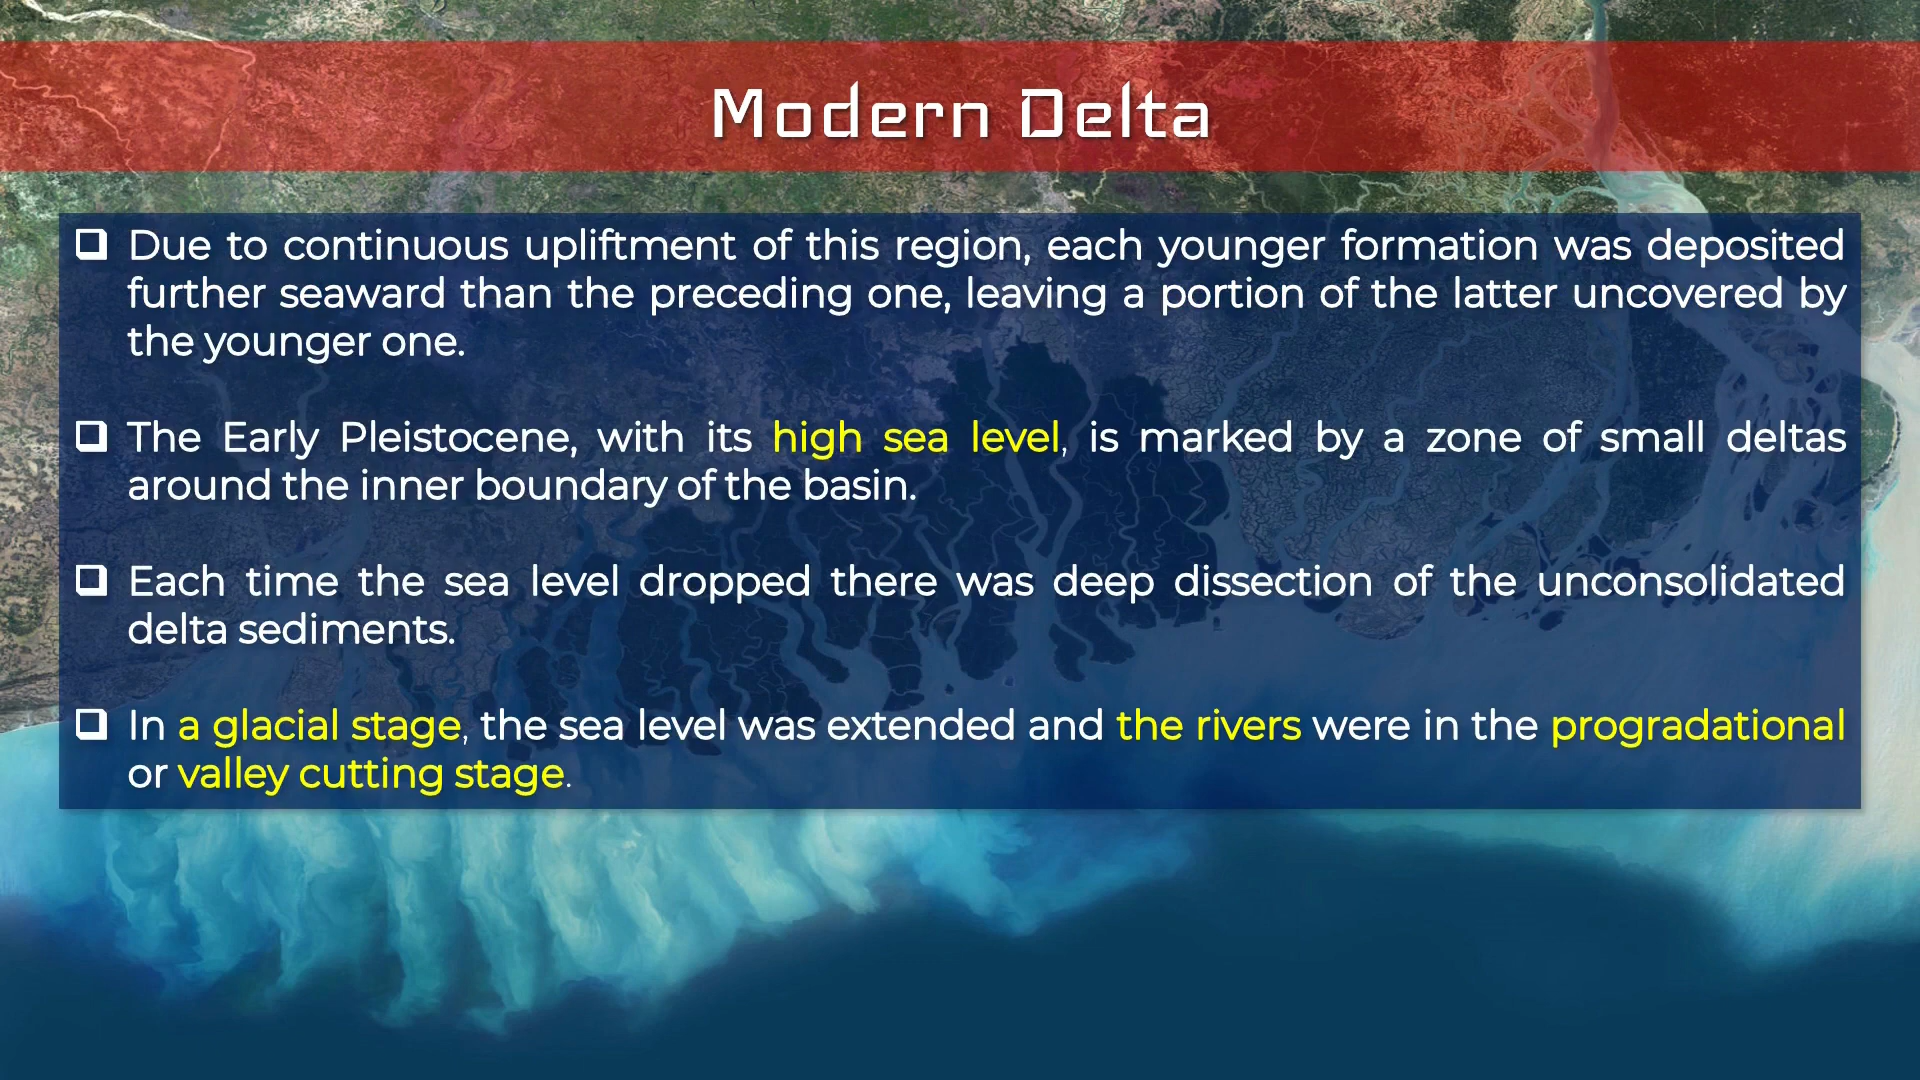 Modern Delta
❑ Due to continuous upliftment of this region, each younger formation was deposited
further seaward than the preceding one, leaving a portion of the latter uncovered by
the younger one.
❑ The Early Pleistocene, with its high sea level, is marked by a zone of small deltas
around the inner boundary of the basin.
❑ Each time the sea level dropped there was deep dissection of the unconsolidated
delta sediments.
❑ In a glacial stage, the sea level was extended and the rivers were in the progradational
or valley cutting stage.